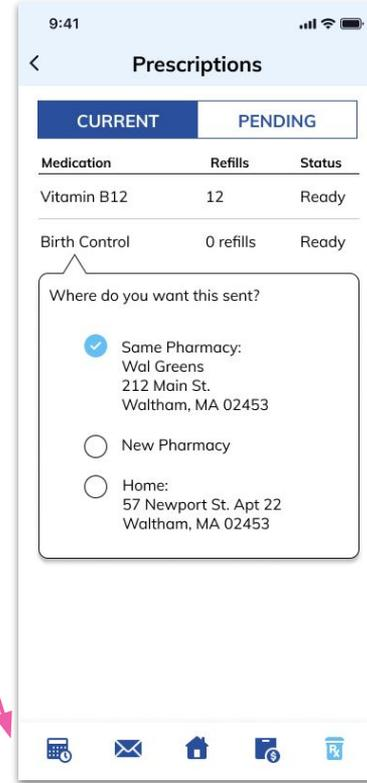 9:41
Prescriptions
CURRENT PENDING
Medication Refills Status
Vitamin B12 12 Ready
Birth Control 0 refills Ready
Where do you want this sent?
Same Pharmacy:
Wal Greens
212 Main St.
Waltham, MA 02453
New Pharmacy
Home:
57 Newport St. Apt 22
Waltham, MA 02453
$
Rx